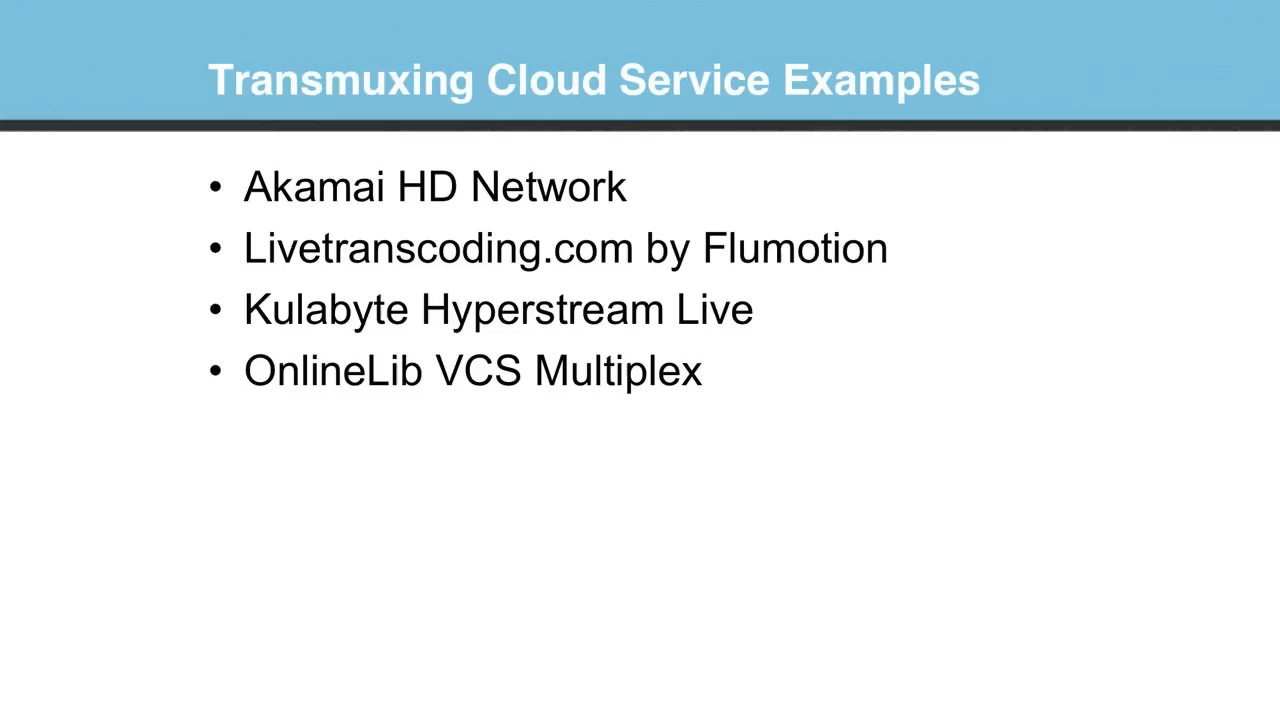 Transmuxing Cloud Service Examples
• Akamai HD Network
• Livetranscoding.com by Flumotion
• Kulabyte Hyperstream Live
• OnlineLib VCS Multiplex